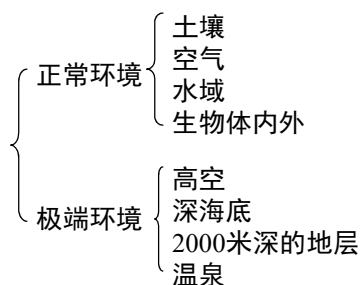 正常环境
土壤
空气
水域
生物体内外
极端环境
高空
深海底
2000米深的地层
温泉